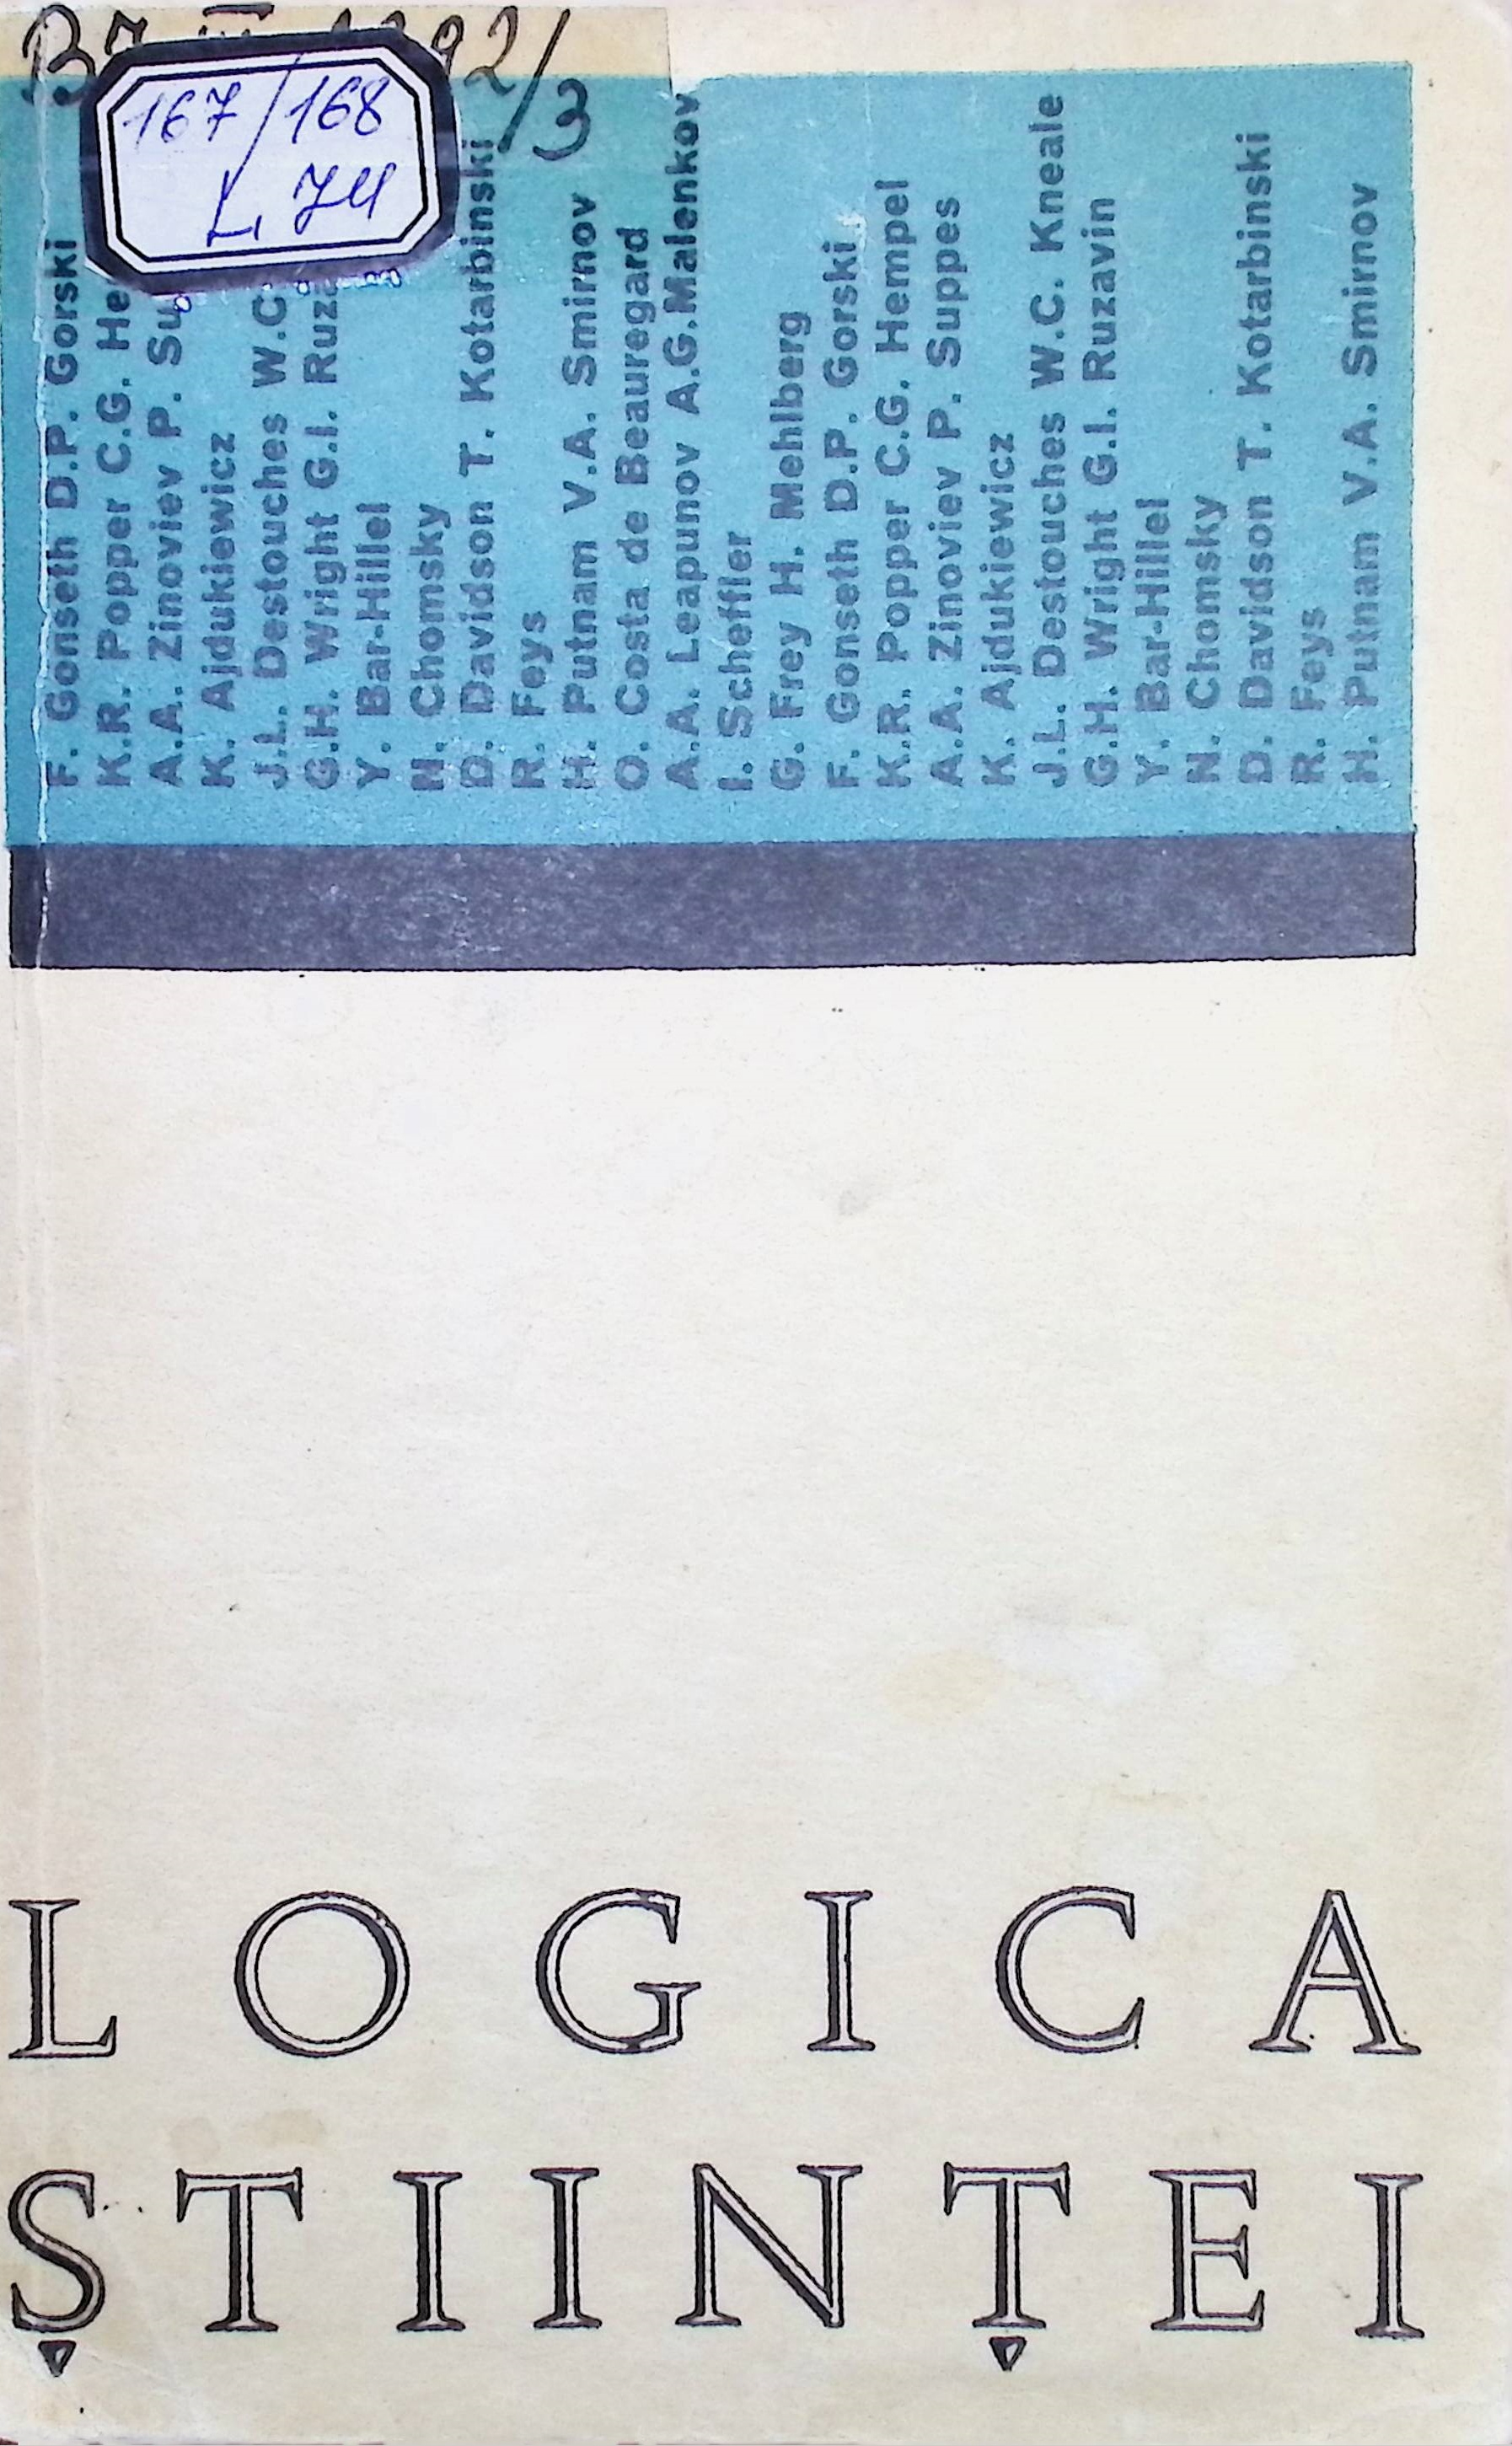 167/168
L 74
F. Gonseth D.P. Gorski
K.R. Popper C.G. He
A.A. Zinoviev P. Su
K. Ajdukiewicz
J.L. Destouches W.C.
G.H. Wright G.I. Ruza
Y. Bar-Hillel
N. Chomsky
D. Davidson T. Kotarbinski
R. Feys
H. Putnam V.A. Smirnov
O. Costa de Beauregard
A.A. Leapunov A.G.Malenkov
I. Scheffler
G. Frey H. Mehlberg
F. Gonseth D.P. Gorski
K.R. Popper C.G. Hempel
A.A. Zinoviev P. Suppes
K. Ajdukiewicz
J.L. Destouches W.C. Kneale
G.H. Wright G.I. Ruzavin
Y. Bar-Hillel
N. Chomsky
D. Davidson T. Kotarbinski
R. Feys
H. Putnam V.A. Smirnov
LOGICA
ȘTIINȚEI